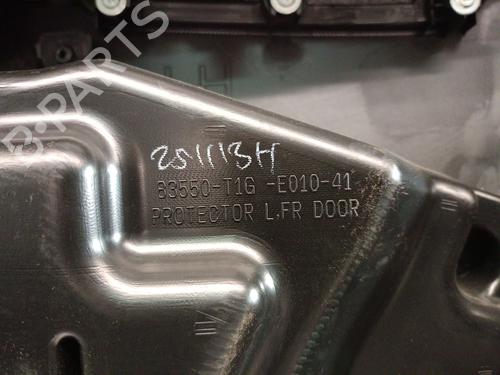 B-PARTS
251113H
83550-T1G -E010-41
PROTECTOR L,FR DOOR